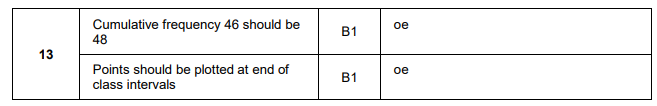 13
Cumulative frequency 46 should be
48
B1
oe
Points should be plotted at end of
class intervals
B1
oe